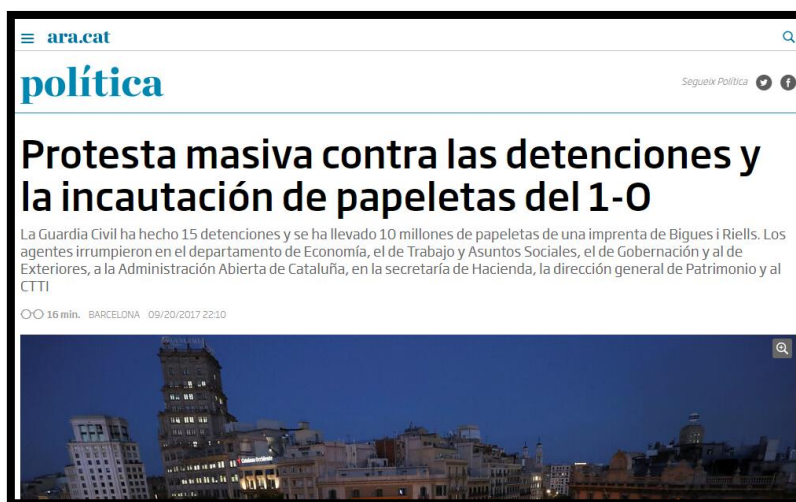 ara.cat
política
Segueix Política
Protesta masiva contra las detenciones y
la incautación de papeletas del 1-O
La Guardia Civil ha hecho 15 detenciones y se ha llevado 10 millones de papeletas de una imprenta de Bigues i Riells. Los
agentes irrumpieron en el departamento de Economía, el de Trabajo y Asuntos Sociales, el de Gobernación y al de
Exteriores, a la Administración Abierta de Cataluña, en la secretaría de Hacienda, la dirección general de Patrimonio y al
CTTI
16 min. BARCELONA 09/20/2017 22:10